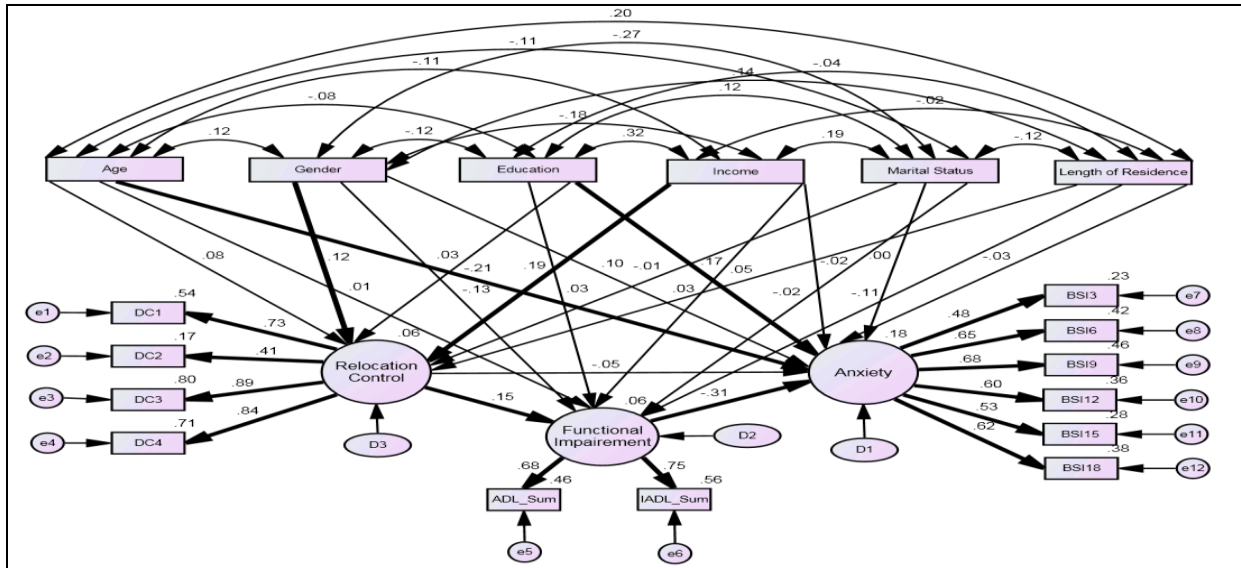 .20
-.11
-.27
-.11
.14
-.04
-.08
.12
-.02
.12
-.12
-.18
.32
.19
-.12
Age
Gender
Education
Income
Marital Status
Length of Residence
.08
.12
.01
.03
-.13
-.21
.19
.03
.10
-.01
.03
.17
.05
-.02
-.02
.00
-.11
-.03
.23
e1
DC1
.54
.73
.48
BSI3
e7
e2
DC2
.17
.41
.65
BSI6
.42
e8
e3
DC3
.80
.89
.68
BSI9
.46
e9
e4
DC4
.71
.84
.60
BSI12
.36
e10
.53
BSI15
.28
e11
.62
BSI18
.38
e12
.06
Relocation
Control
-.05
.18
Anxiety
.15
.06
-.31
Functional
Impairement
D3
D2
D1
.68
.46
.75
.56
ADL_Sum
IADL_Sum
e5
e6